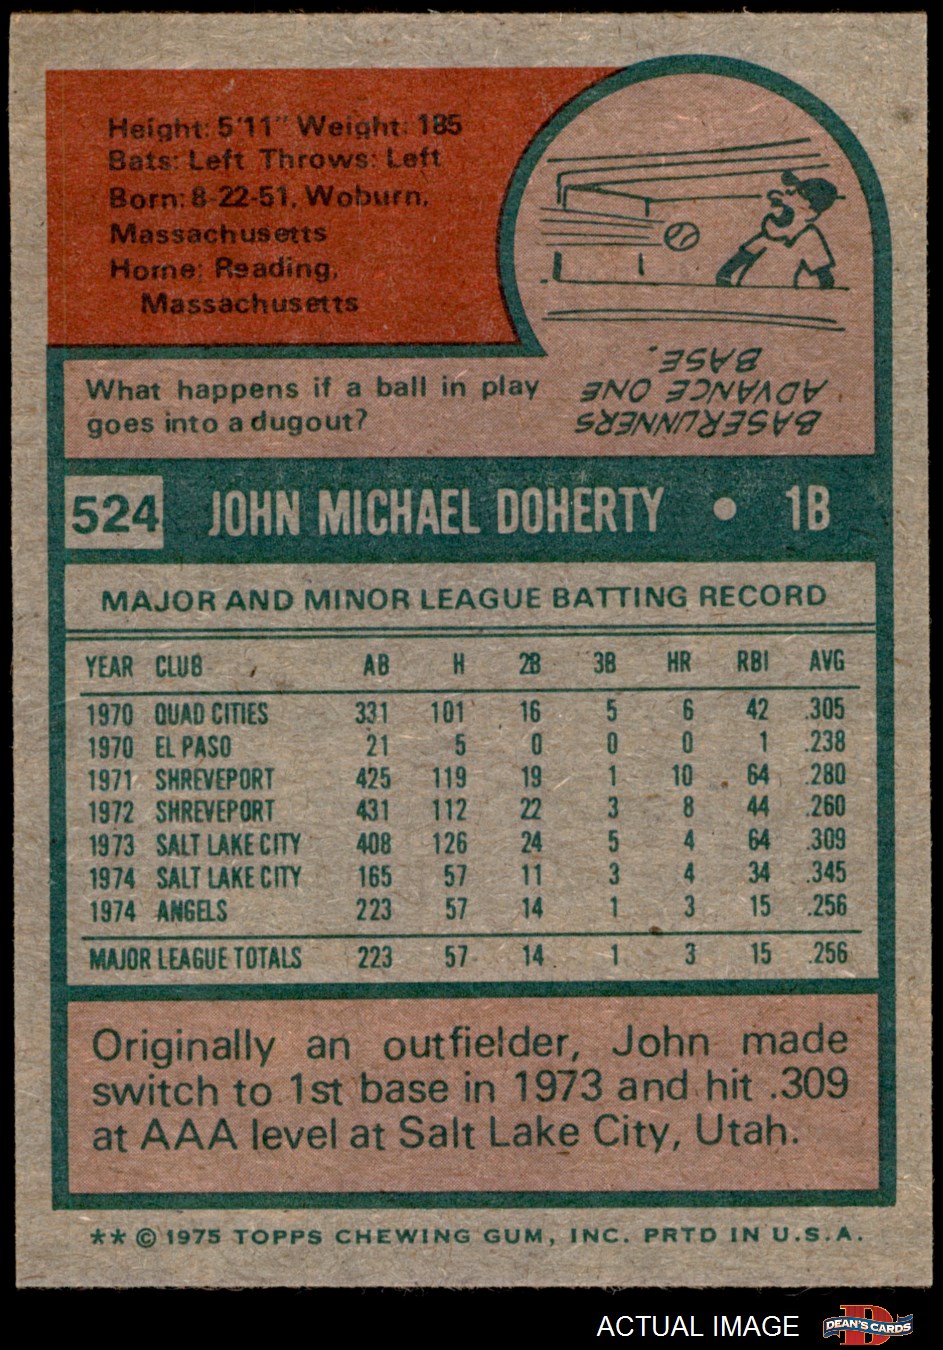 Height: 5'11" Weight: 185
Bats: Left Throws: Left
Born: 8-22-51, Woburn,
Massachusetts
Home: Reading,
Massachusetts
What happens if a ball in play
goes into a dugout?
BASERUNNERS
ADVANCE ONE
BASE.
524 JOHN MICHAEL DOHERTY • 1B
MAJOR AND MINOR LEAGUE BATTING RECORD
YEAR CLUB AB H 2B 3B HR RBI AVG
1970 QUAD CITIES 331 101 16 5 6 42 .305
1970 EL PASO 21 5 0 0 0 1 .238
1971 SHREVEPORT 425 119 19 1 10 64 .280
1972 SHREVEPORT 431 112 22 3 8 44 .260
1973 SALT LAKE CITY 408 126 24 5 4 64 .309
1974 SALT LAKE CITY 165 57 11 3 4 34 .345
1974 ANGELS 223 57 14 1 3 15 .256
MAJOR LEAGUE TOTALS 223 57 14 1 3 15 .256
Originally an outfielder, John made
switch to 1st base in 1973 and hit .309
at AAA level at Salt Lake City, Utah.
** © 1975 TOPPS CHEWING GUM, INC. PRTD IN U.S.A.
ACTUAL IMAGE
D
DEAN'S CARDS